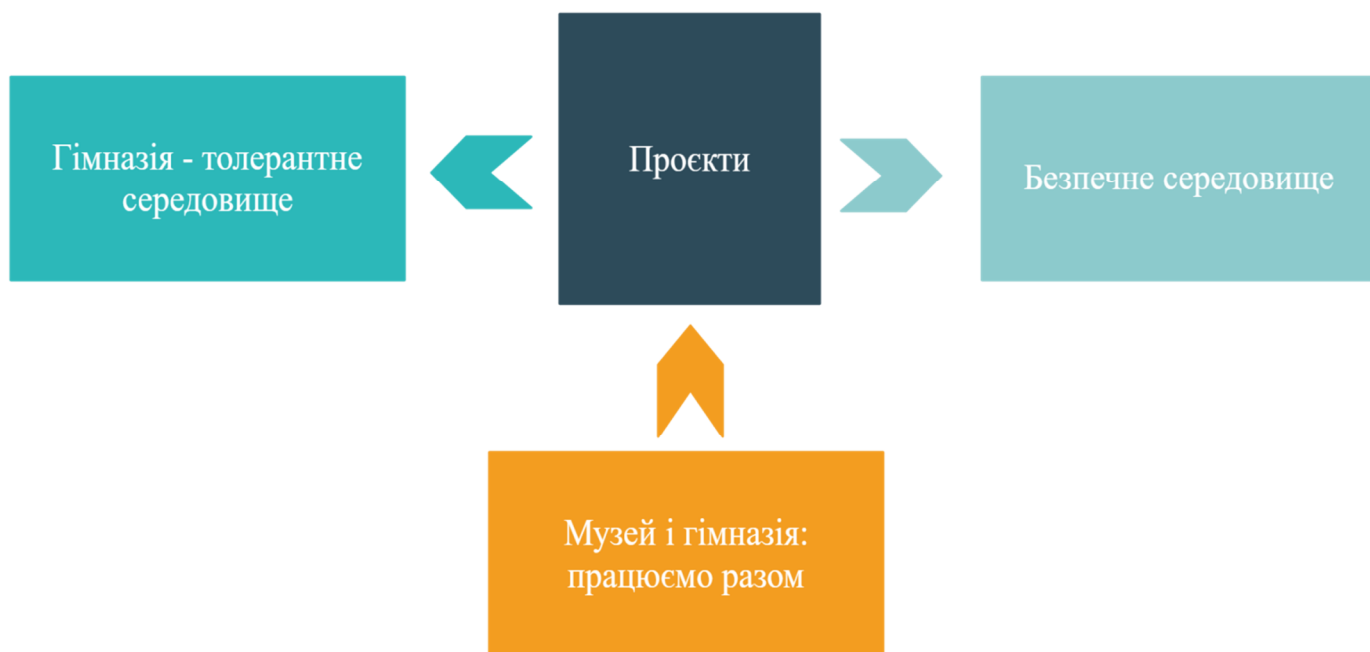 Гімназія - толерантне
середовище
Проєкти
Безпечне середовище
Музей і гімназія:
працюємо разом